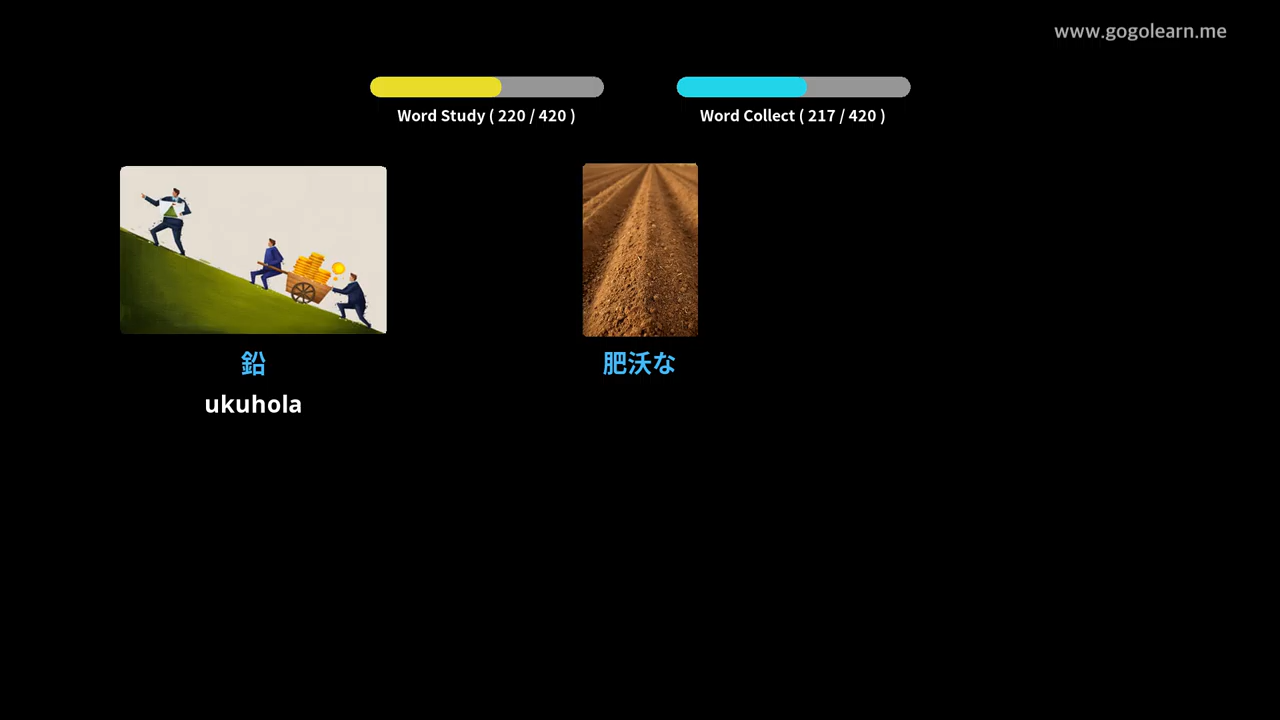 www.gogolearn.me
Word Study ( 220 / 420 )
Word Collect ( 217 / 420 )
鉛
ukuhola
肥沃な